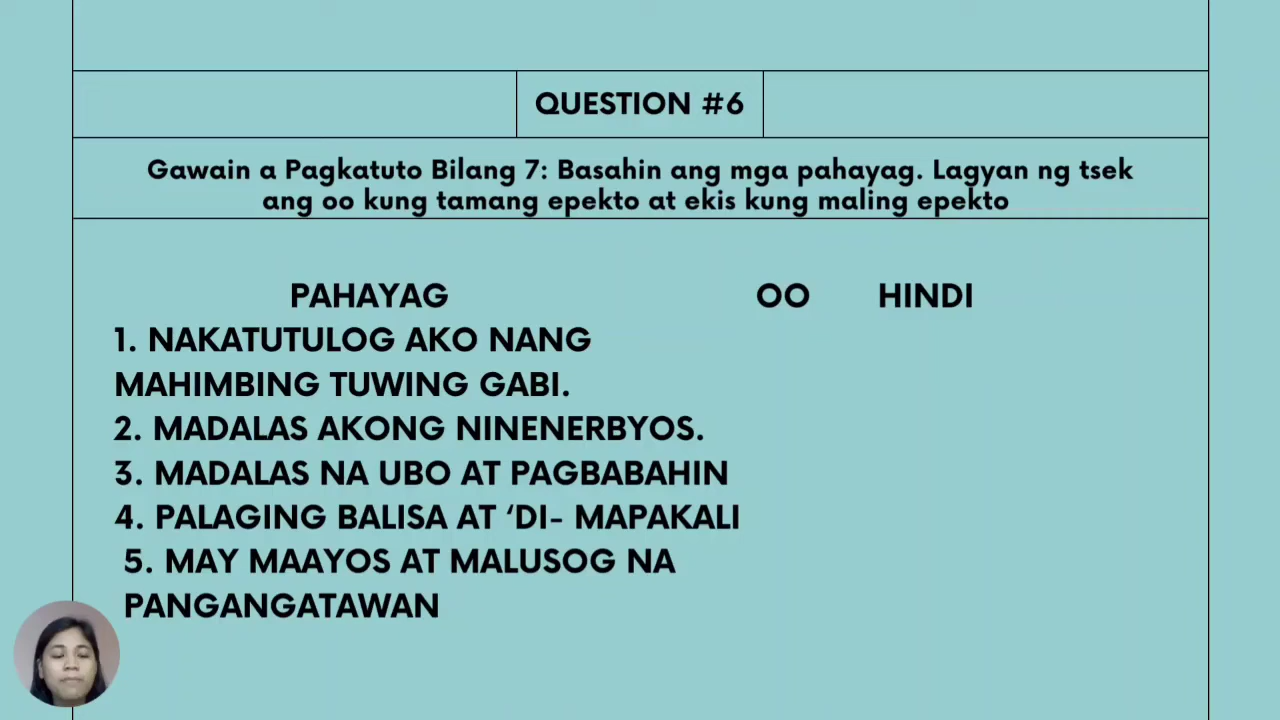 QUESTION #6
Gawain a Pagkatuto Bilang 7: Basahin ang mga pahayag. Lagyan ng tsek
ang oo kung tamang epekto at ekis kung maling epekto
PAHAYAG OO HINDI
1. NAKATUTULOG AKO NANG
MAHIMBING TUWING GABI.
2. MADALAS AKONG NINENERBYOS.
3. MADALAS NA UBO AT PAGBABAHIN
4. PALAGING BALISA AT ‘DI- MAPAKALI
5. MAY MAAYOS AT MALUSOG NA
PANGANGATAWAN